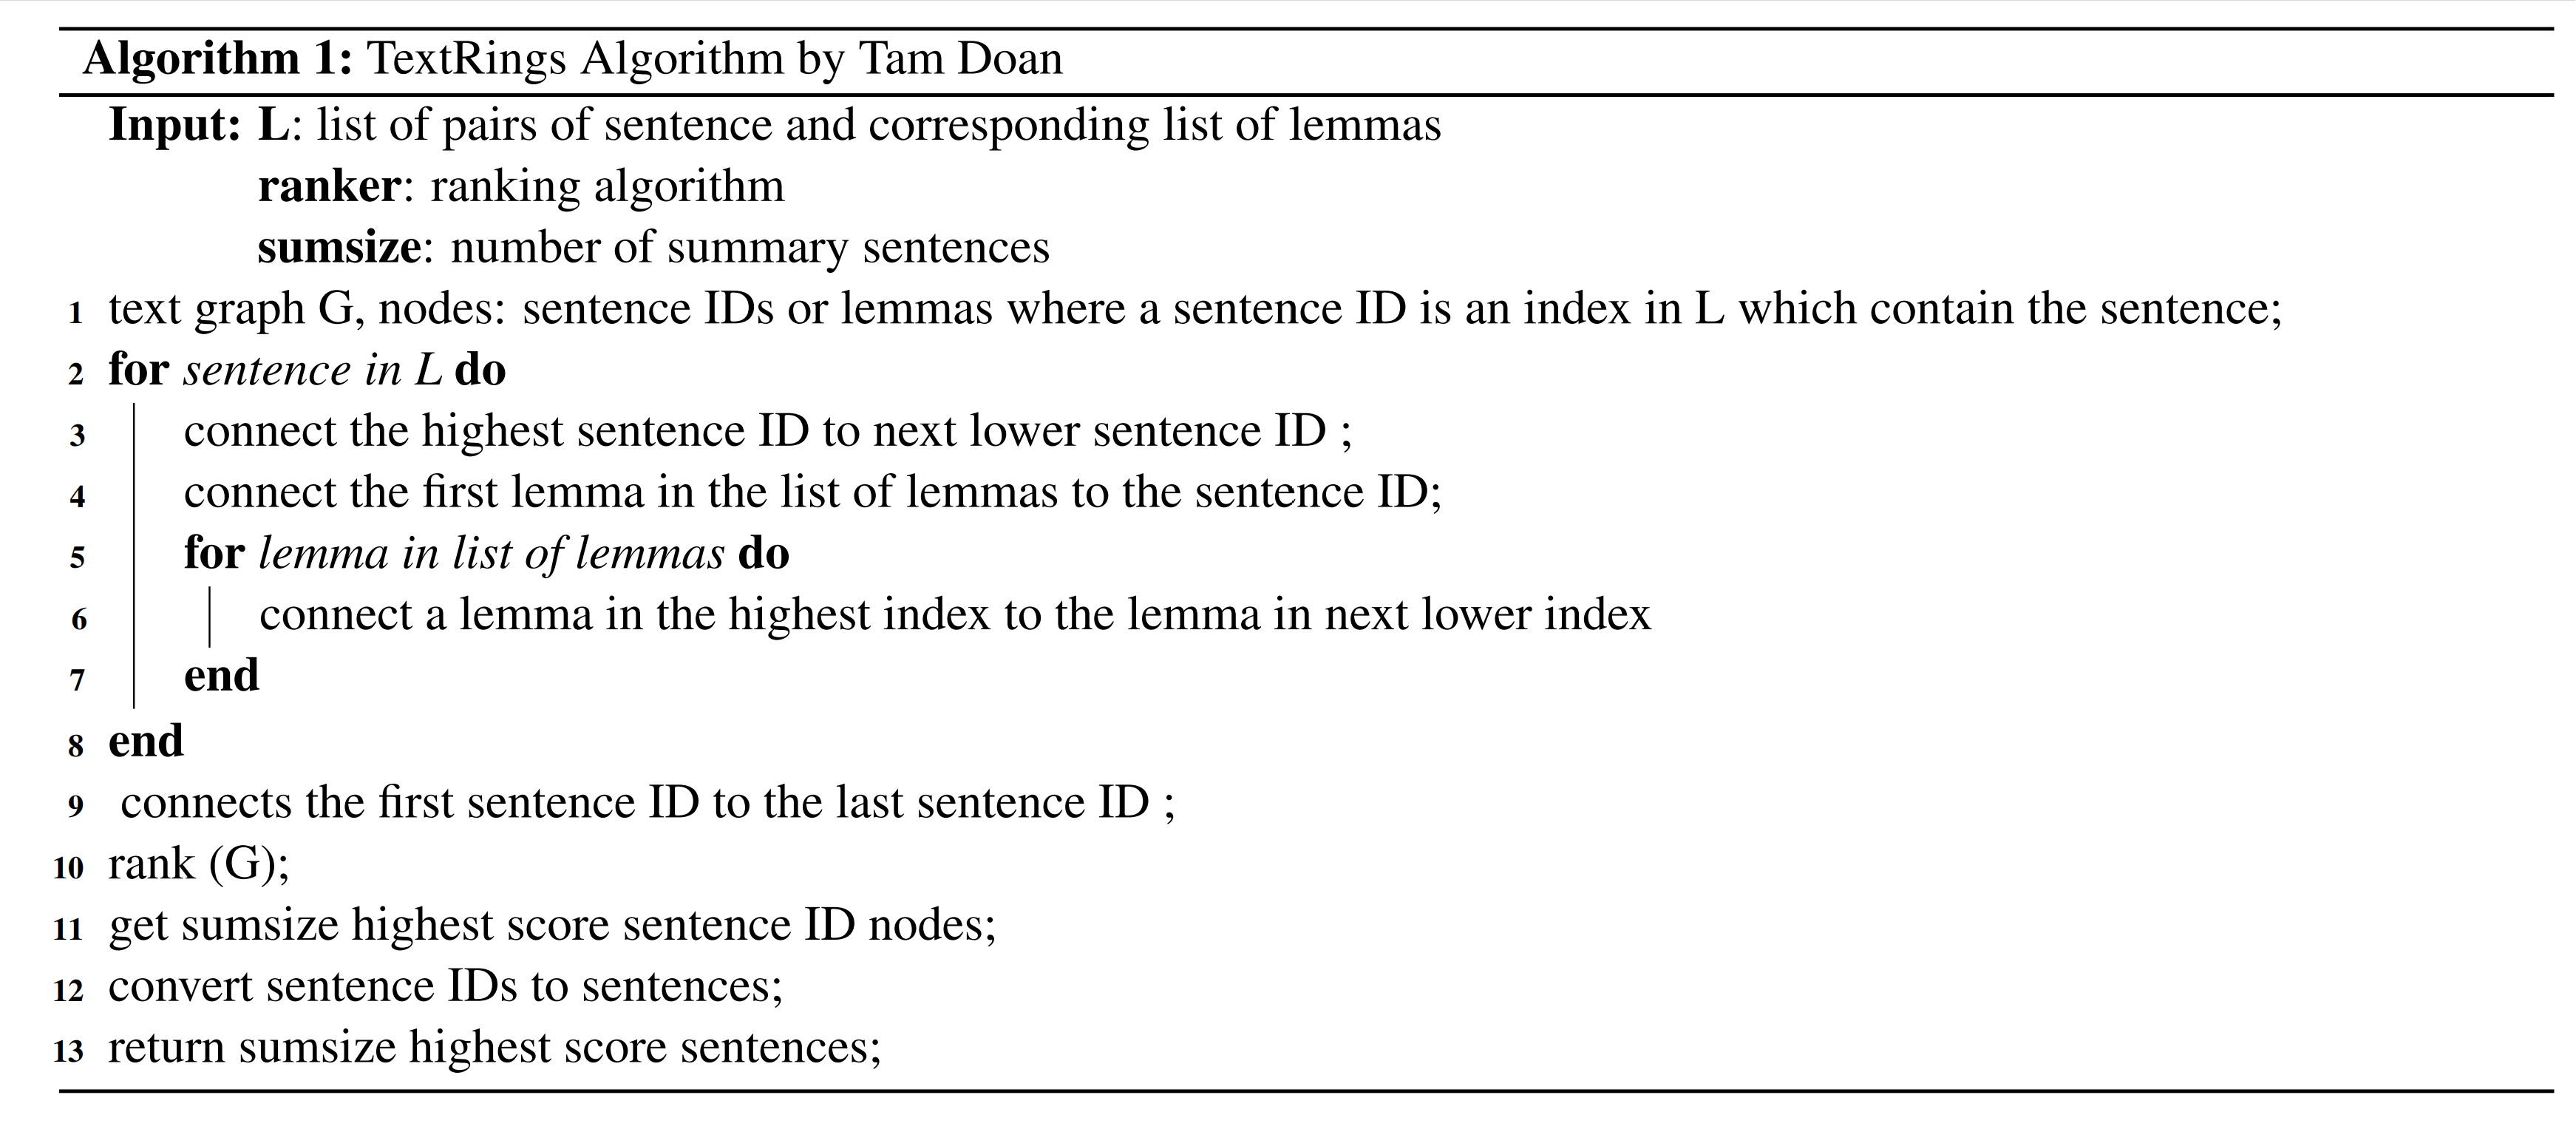 Algorithm 1: TextRings Algorithm by Tam Doan
Input: L: list of pairs of sentence and corresponding list of lemmas
ranker: ranking algorithm
sumsize: number of summary sentences
1 text graph G, nodes: sentence IDs or lemmas where a sentence ID is an index in L which contain the sentence;
2 for sentence in L do
3 connect the highest sentence ID to next lower sentence ID ;
4 connect the first lemma in the list of lemmas to the sentence ID;
5 for lemma in list of lemmas do
6 connect a lemma in the highest index to the lemma in next lower index
7 end
8 end
9 connects the first sentence ID to the last sentence ID ;
10 rank (G);
11 get sumsize highest score sentence ID nodes;
12 convert sentence IDs to sentences;
13 return sumsize highest score sentences;